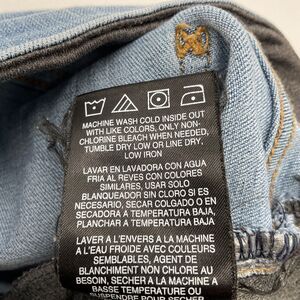 MACHINE WASH COLD INSIDE OUT
WITH LIKE COLORS, ONLY NON-
CHLORINE BLEACH WHEN NEEDED,
TUMBLE DRY LOW OR LINE DRY,
LOW IRON
LAVAR EN LAVADORA CON AGUA
FRIA AL REVES CON COLORES
SIMILARES, USAR SOLO
BLANQUEADOR SIN CLORO SI ES
NECESARIO, SECAR COLGADO O EN
SECADORA A TEMPERATURA BAJA,
PLANCHAR A TEMPERATURA BAJA,
LAVER A L'ENVERS A LA MACHINE
A L'EAU FROIDE AVEC COULEURS
SEMBLABLES, AGENT DE
BLANCHIMENT NON CHLORE AU
BESOIN, SECHER A LA MACHINE A
BASSE TEMPERATURE OU
SUSPENDRE POUR SECHER